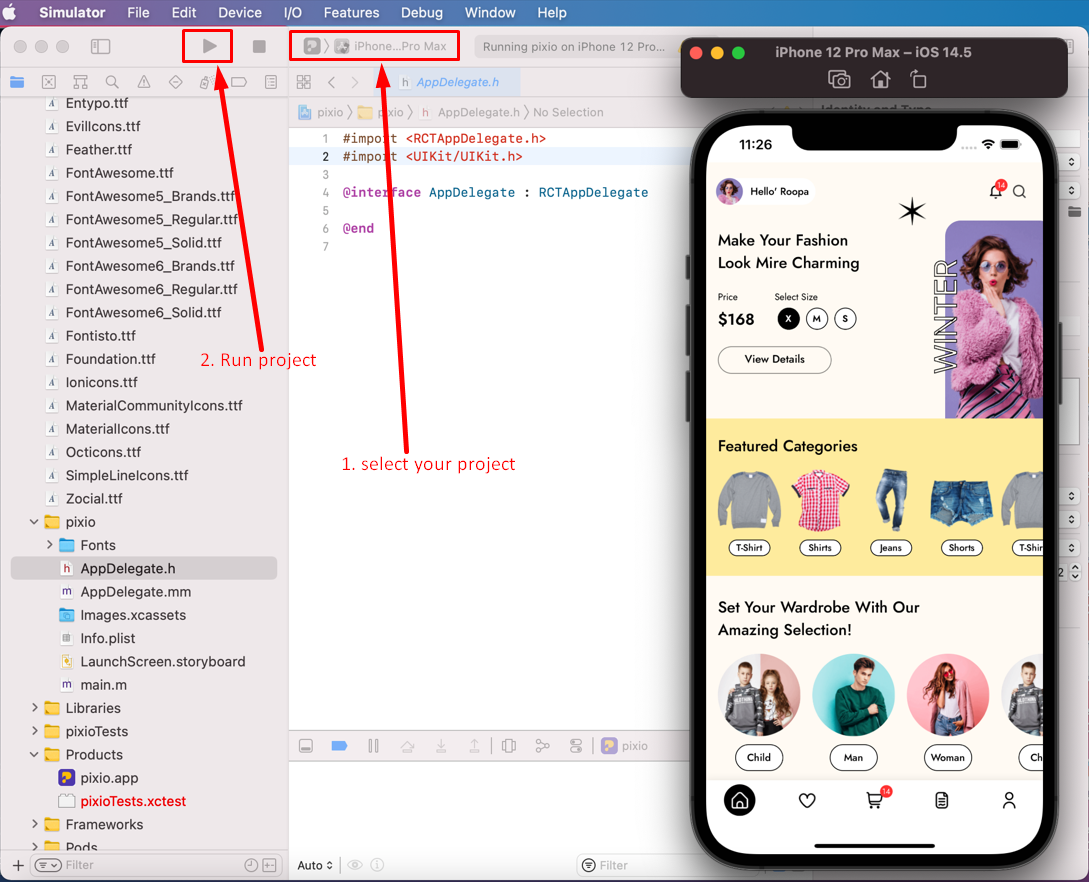 Simulator File Edit Device I/O Features Debug Window Help
iPhone...Pro Max
Running pixio on iPhone 12 Pro...
AppDelegate.h
pixio pixio h AppDelegate.h No Selection
Entypo.ttf
EvilIcons.ttf
Feather.ttf
FontAwesome.ttf
FontAwesome5_Brands.ttf
FontAwesome5_Regular.ttf
FontAwesome5_Solid.ttf
FontAwesome6_Brands.ttf
FontAwesome6_Regular.ttf
FontAwesome6_Solid.ttf
Fontisto.ttf
Foundation.ttf
Ionicons.ttf
MaterialCommunityIcons.ttf
MaterialIcons.ttf
Octicons.ttf
SimpleLineIcons.ttf
Zocial.ttf
pixio
Fonts
h AppDelegate.h
m AppDelegate.mm
Images.xcassets
Info.plist
LaunchScreen.storyboard
m main.m
Libraries
pixioTests
Products
pixio.app
pixioTests.xctest
Frameworks
Pods
Filter
1 #import <RCTAppDelegate.h>
2 #import <UIKit/UIKit.h>
3
4 @interface AppDelegate : RCTAppDelegate
5
6 @end
7
2. Run project
1. select your project
pixio
Auto
Filter
iPhone 12 Pro Max – iOS 14.5
Identity and Type
11:26
Hello' Roopa
14
Make Your Fashion
Look Mire Charming
Price Select Size
$168 X M S
View Details
WINTER
Featured Categories
T-Shirt Shirts Jeans Shorts T-Shir
Set Your Wardrobe With Our
Amazing Selection!
Child Man Woman Ch
14
2